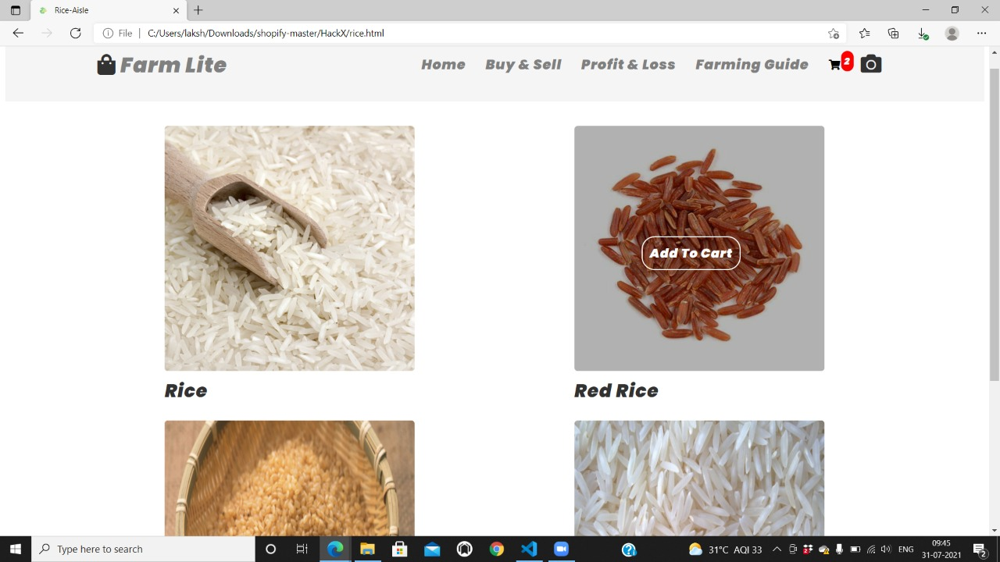 Rice-Aisle
File | C:/Users/laksh/Downloads/shopify-master/HackX/rice.html
Farm Lite Home Buy & Sell Profit & Loss Farming Guide 2
Add To Cart
Rice Red Rice
Type here to search 31°C AQI 33 ENG 09:45
31-07-2021 2